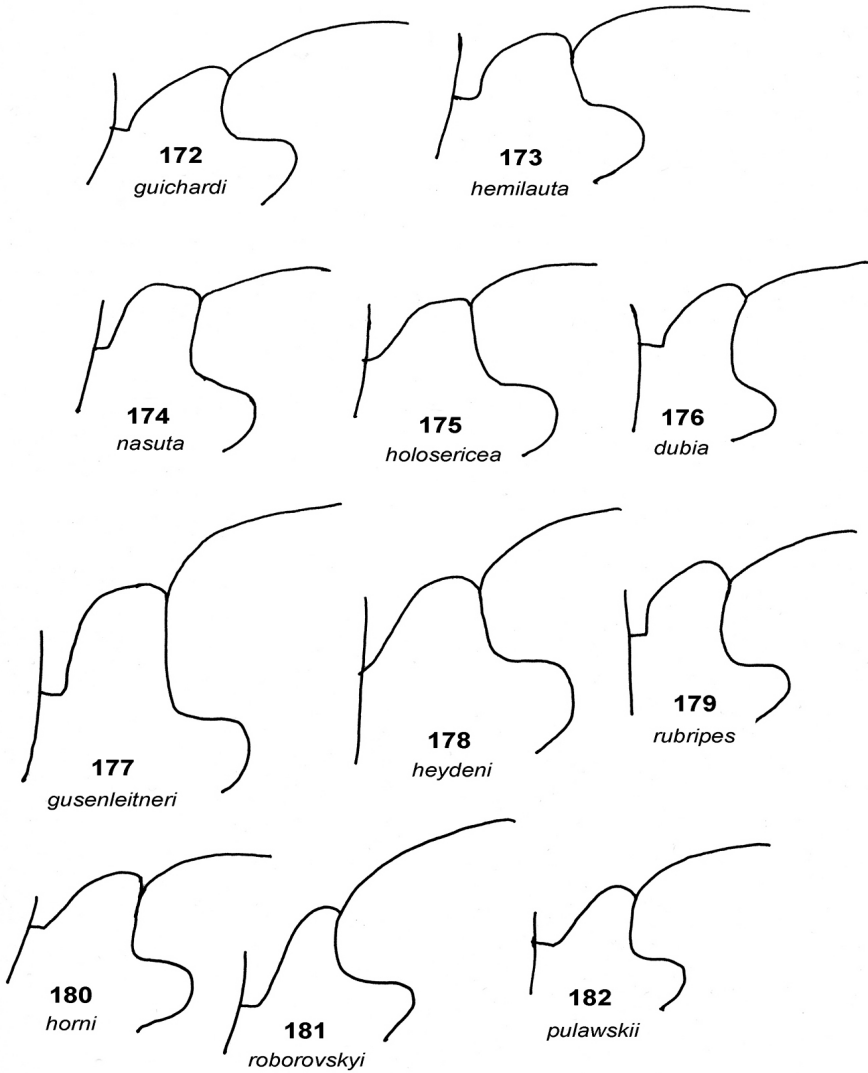 172
guichardi
173
hemilauta
174
nasuta
175
holosericea
176
dubia
177
gusenleitneri
178
heydeni
179
rubripes
180
horni
181
roborovskyi
182
pulawskii